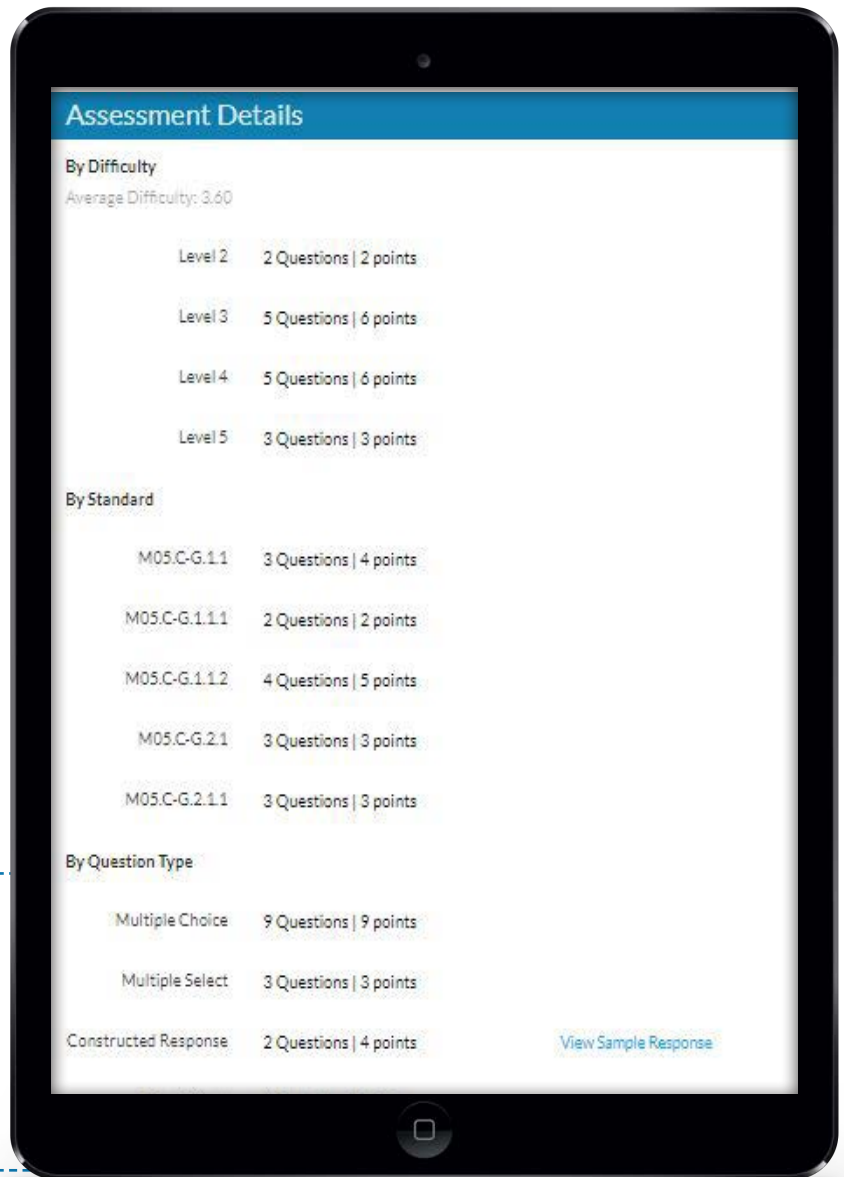 Assessment Details
By Difficulty
Average Difficulty: 3.60
Level 2 2 Questions | 2 points
Level 3 5 Questions | 6 points
Level 4 5 Questions | 6 points
Level 5 3 Questions | 3 points
By Standard
M05.C-G.1.1 3 Questions | 4 points
M05.C-G.1.1.1 2 Questions | 2 points
M05.C-G.1.1.2 4 Questions | 5 points
M05.C-G.2.1 3 Questions | 3 points
M05.C-G.2.1.1 3 Questions | 3 points
By Question Type
Multiple Choice 9 Questions | 9 points
Multiple Select 3 Questions | 3 points
Constructed Response 2 Questions | 4 points View Sample Response